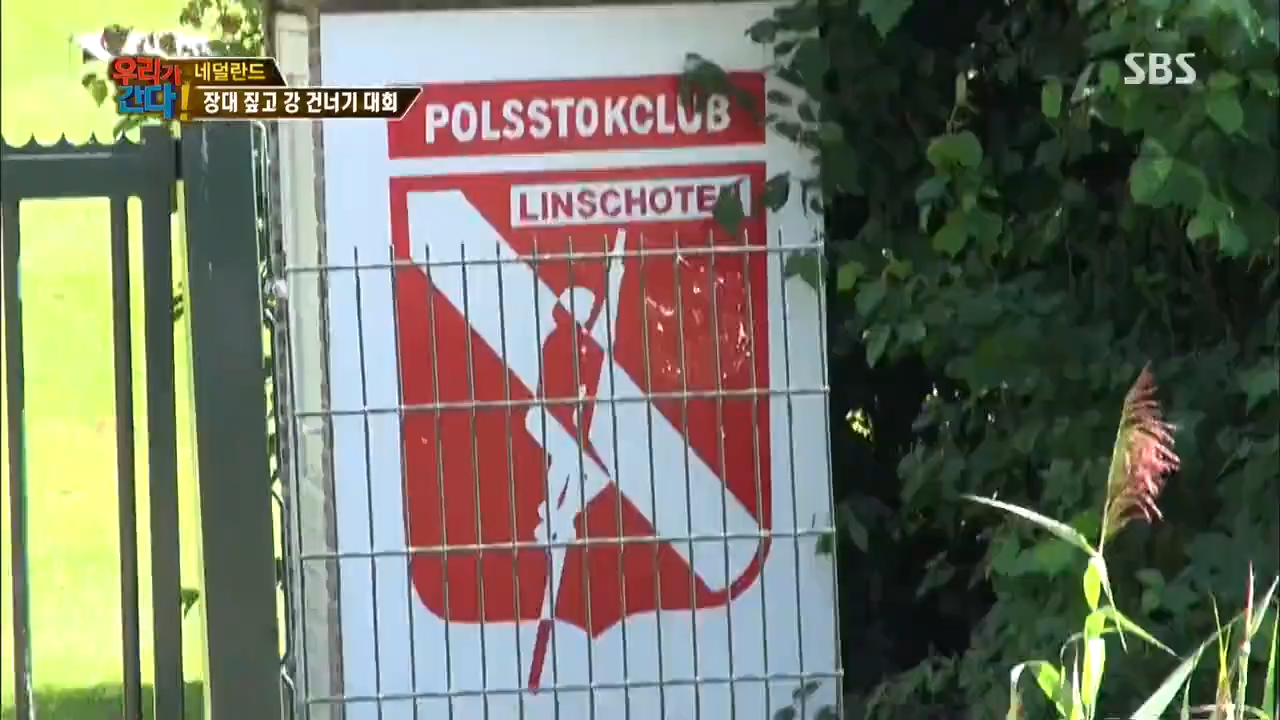 우리가 간다!
네덜란드
장대 짚고 강 건너기 대회
SBS
POLSSTOKCLUB
LINSCHOTEN